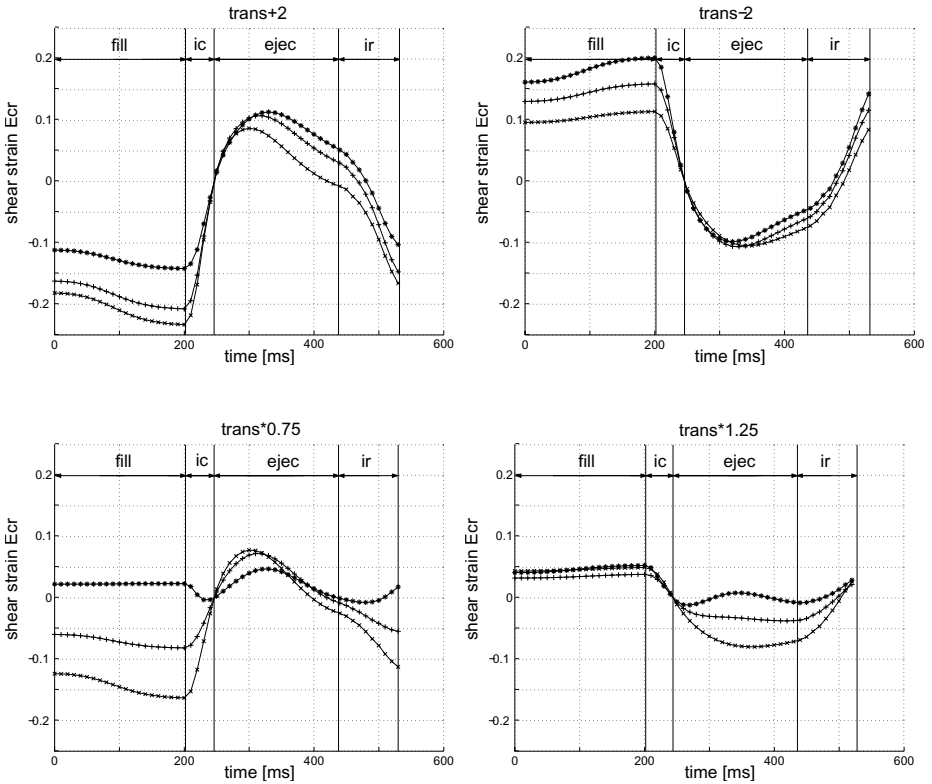 trans+2
fill ic ejec ir
0.2
0.1
0
-0.1
-0.2
shear strain Ecr
0 200 400 600
time [ms]
trans-2
fill ic ejec ir
0.2
0.1
0
-0.1
-0.2
shear strain Ecr
0 200 400 600
time [ms]
trans*0.75
fill ic ejec ir
0.2
0.1
0
-0.1
-0.2
shear strain Ecr
0 200 400 600
time [ms]
trans*1.25
fill ic ejec ir
0.2
0.1
0
-0.1
-0.2
shear strain Ecr
0 200 400 600
time [ms]